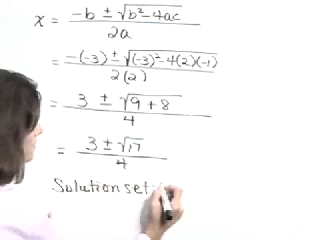 x = (-b ± √(b² - 4ac)) / 2a
= (-(-3) ± √((-3)² - 4(2)(-1))) / 2(2)
= (3 ± √(9 + 8)) / 4
= (3 ± √17) / 4
Solution set: